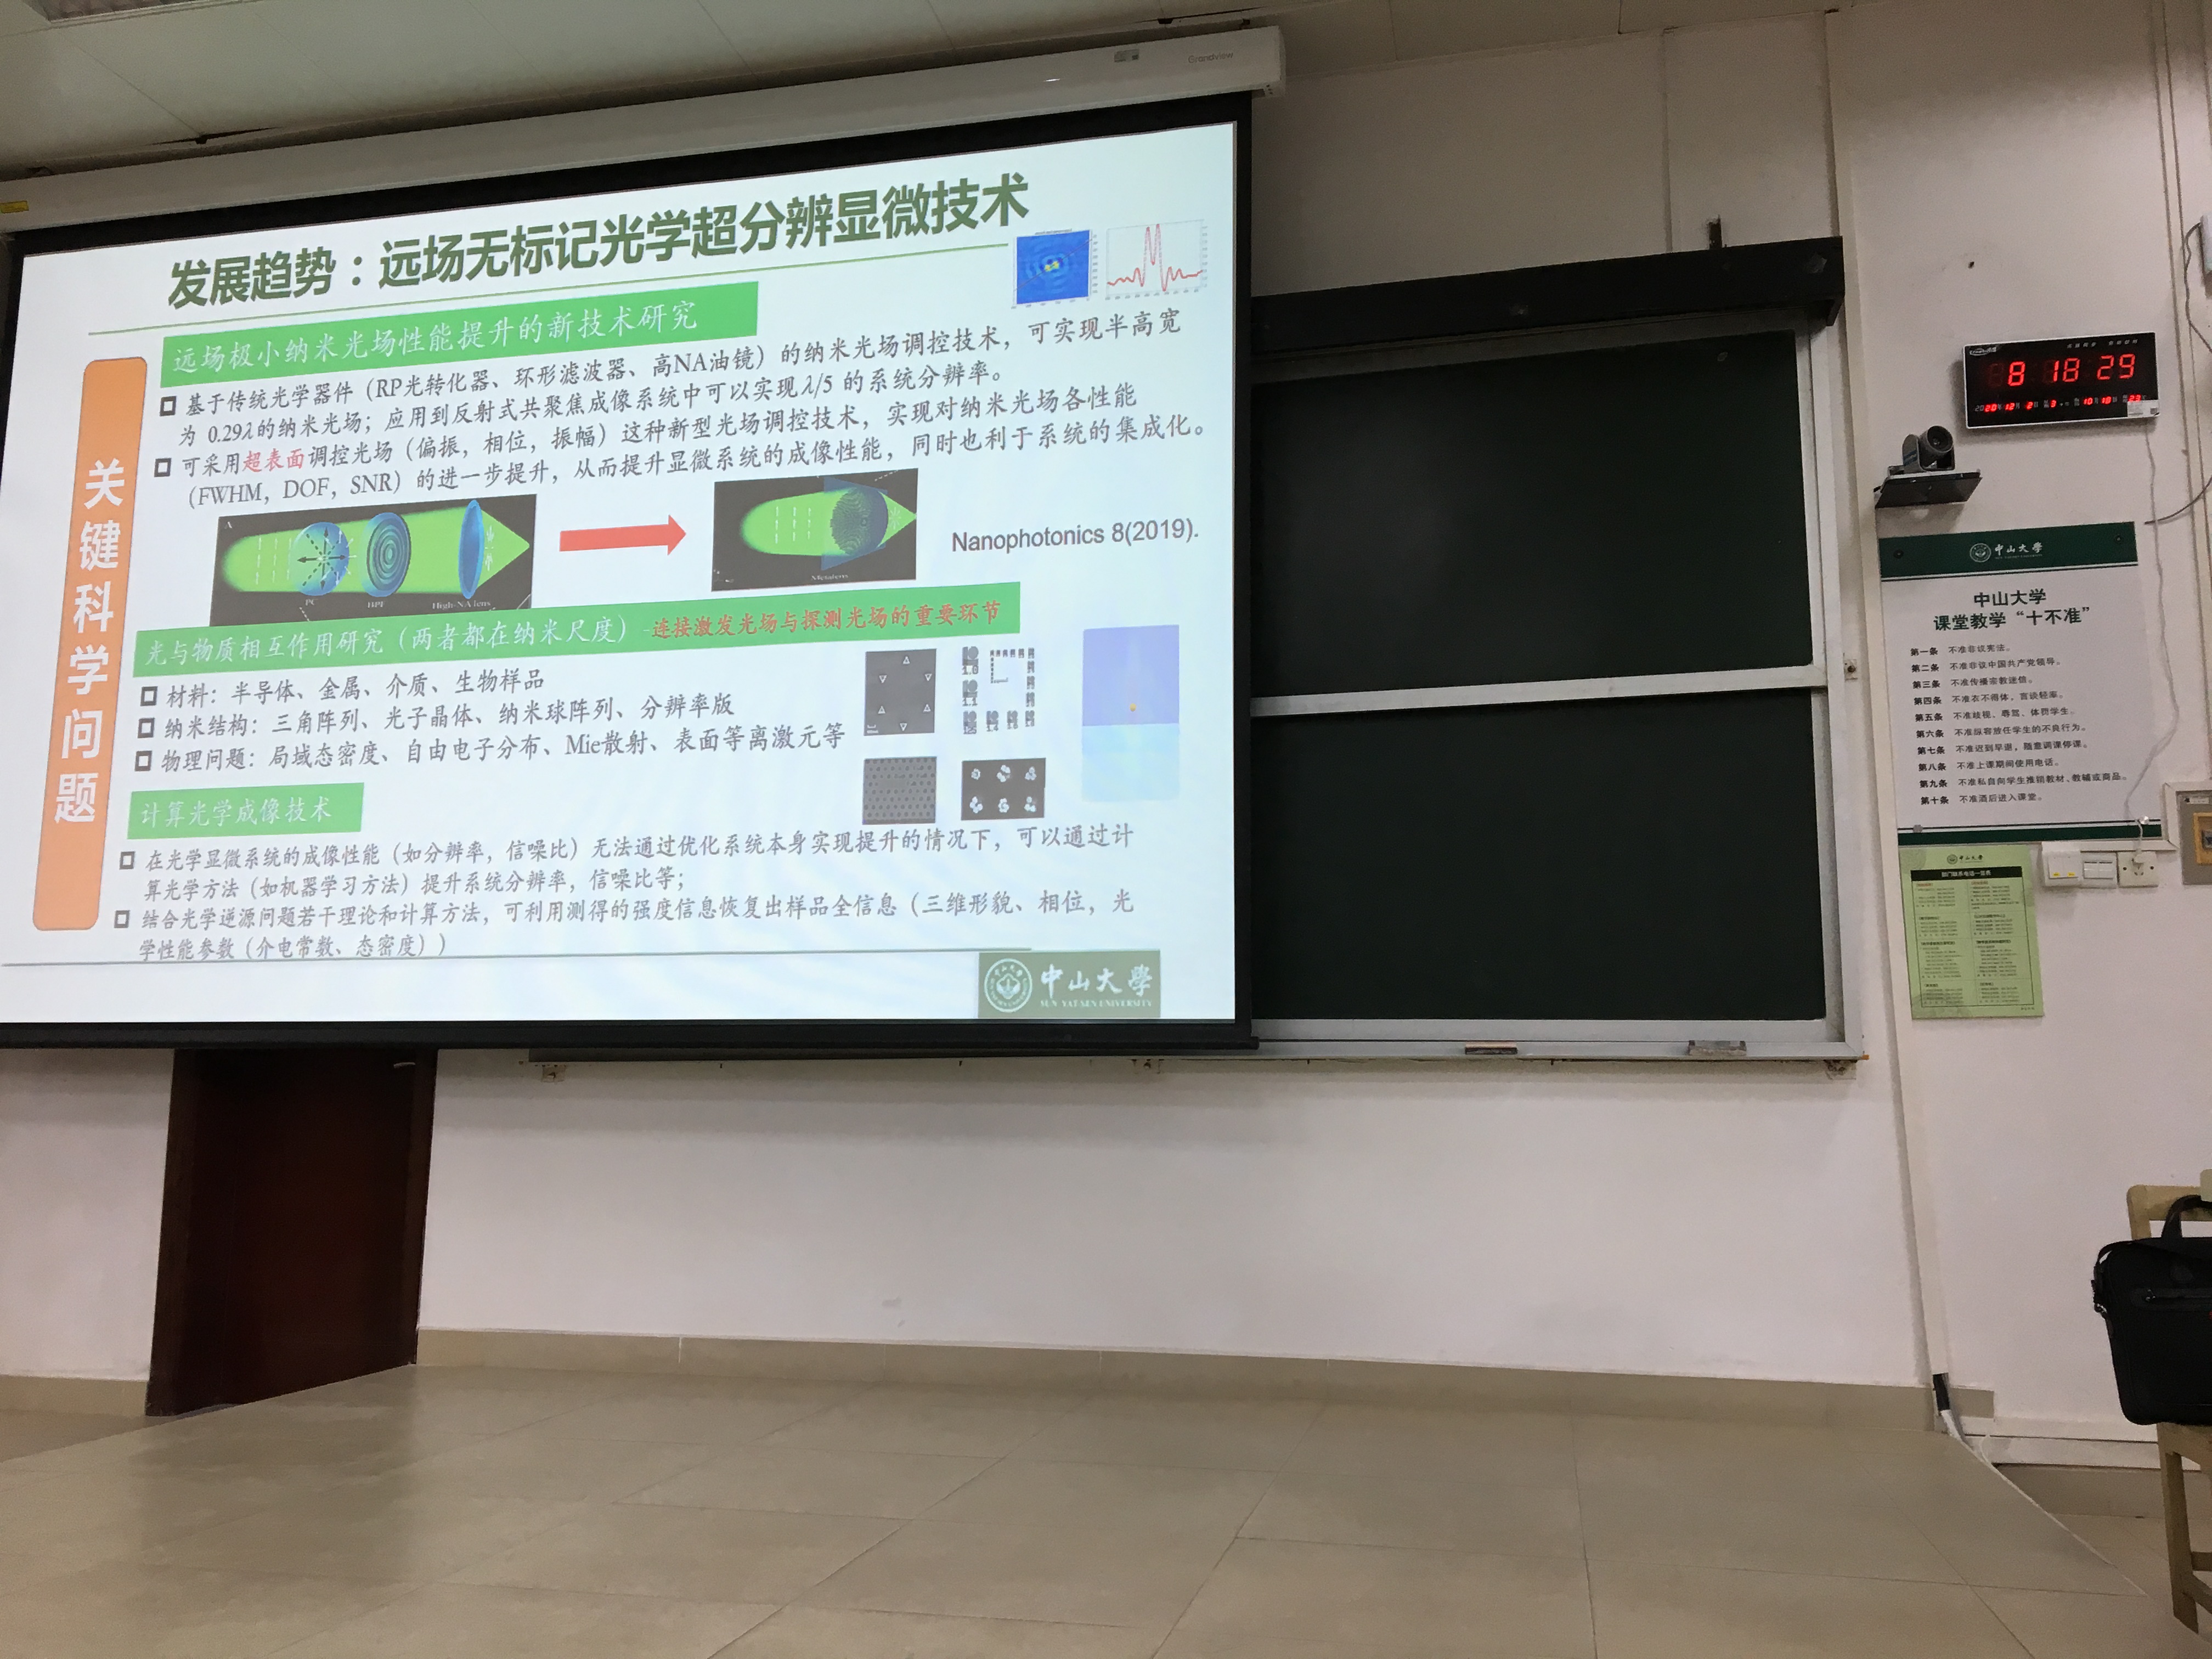 Grandview
发展趋势：远场无标记光学超分辨显微技术
关键科学问题
远场极小纳米光场性能提升的新技术研究
基于传统光学器件（RP光转化器、环形滤波器、高NA油镜）的纳米光场调控技术，可实现半高宽
为 0.29λ的纳米光场；应用到反射式共聚焦成像系统中可以实现λ/5 的系统分辨率。
可采用超表面调控光场（偏振，相位，振幅）这种新型光场调控技术，实现对纳米光场各性能
（FWHM，DOF，SNR）的进一步提升，从而提升显微系统的成像性能，同时也利于系统的集成化。
A
PC
High-NA lens
Metalens
Nanophotonics 8(2019).
光与物质相互作用研究（两者都在纳米尺度）-连接激发光场与探测光场的重要环节
材料：半导体、金属、介质、生物样品
纳米结构：三角阵列、光子晶体、纳米球阵列、分辨率版
物理问题：局域态密度、自由电子分布、Mie散射、表面等离激元等
计算光学成像技术
在光学显微系统的成像性能（如分辨率，信噪比）无法通过优化系统本身实现提升的情况下，可以通过计
算光学方法（如机器学习方法）提升系统分辨率，信噪比等；
结合光学逆源问题若干理论和计算方法，可利用测得的强度信息恢复出样品全信息（三维形貌、相位，光
学性能参数（介电常数、态密度））
中山大學
SUN YAT-SEN UNIVERSITY
8 18 29
中山大學
中山大学
课堂教学“十不准”
第一条 不准非议宪法。
第二条 不准非议中国共产党领导。
第三条 不准传播宗教迷信。
第四条 不准衣不得体，言谈轻率。
第五条 不准歧视、辱骂、体罚学生。
第六条 不准纵容放任学生的不良行为。
第七条 不准迟到早退，随意调课停课。
第八条 不准上课期间使用电话。
第九条 不准私自向学生推销教材、教辅或商品。
第十条 不准酒后进入课堂。
中山大學
部门联系电话一览表